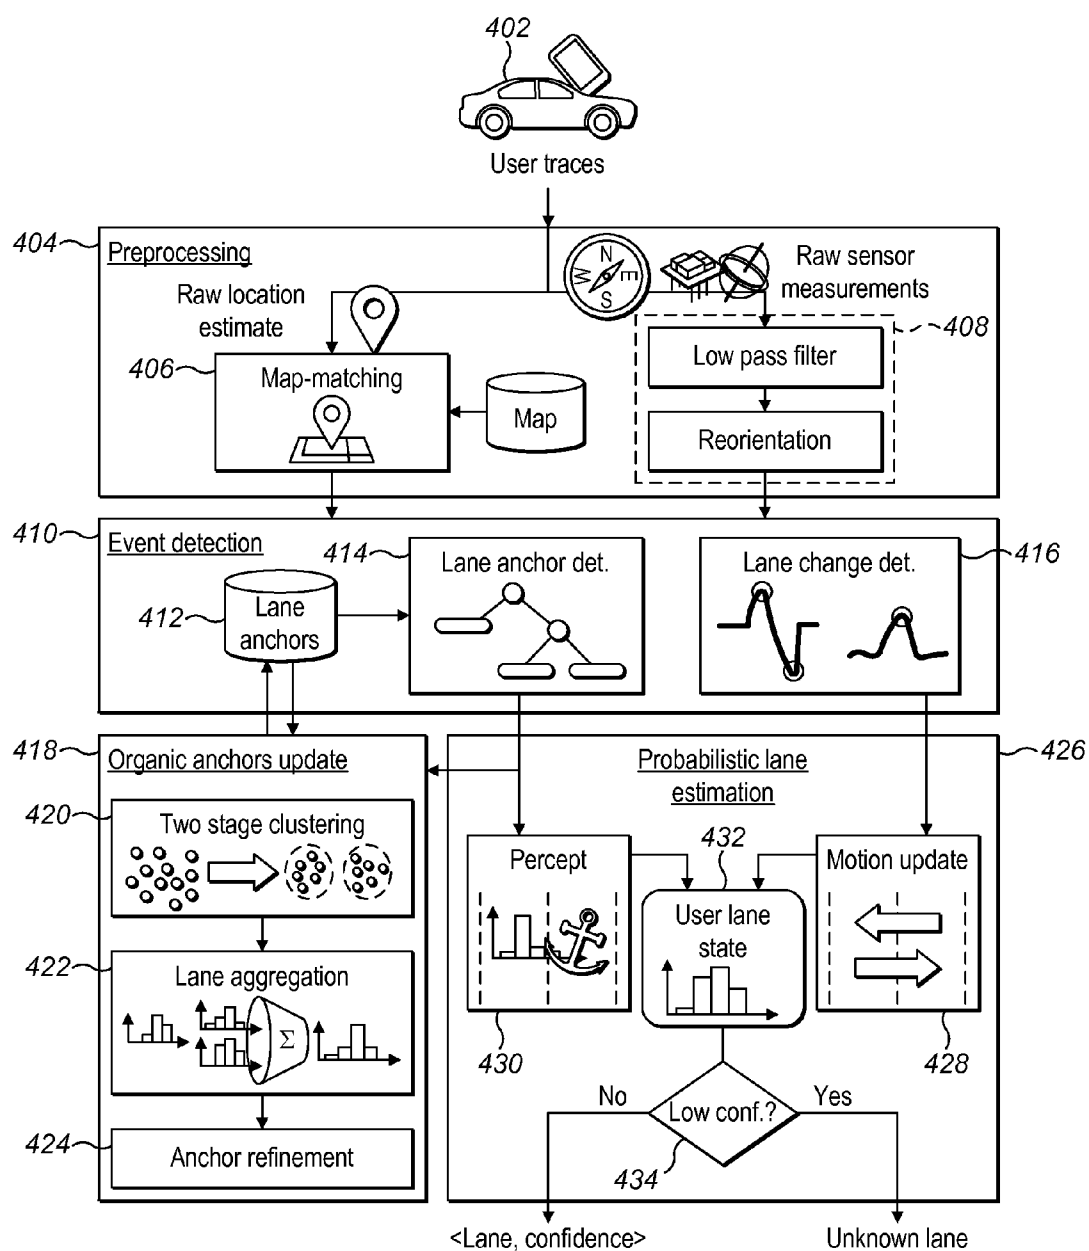 402
User traces
404
Preprocessing
N
E
S
W
Raw sensor
measurements
Raw location
estimate
408
406
Map-matching
Low pass filter
Map
Reorientation
410
Event detection
414
Lane anchor det.
Lane change det.
416
412
Lane
anchors
418
Organic anchors update
Probabilistic lane
estimation
426
420
Two stage clustering
432
Percept
Motion update
User lane
state
422
Lane aggregation
Σ
430
428
No
Low conf.?
Yes
424
Anchor refinement
434
<Lane, confidence>
Unknown lane